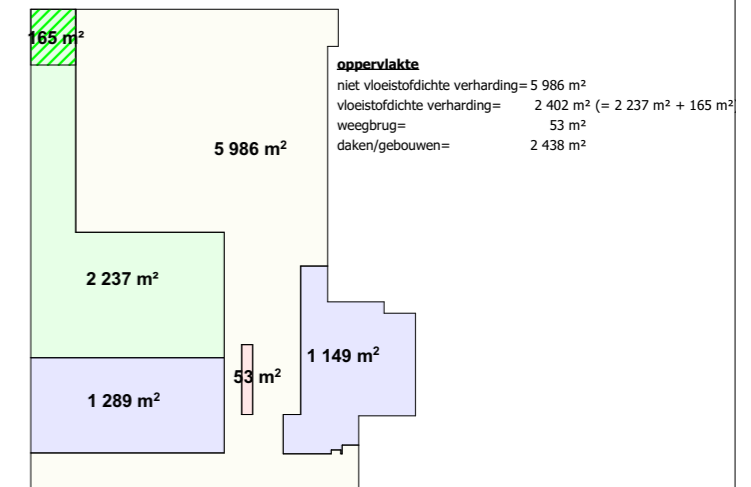 165 m²
oppervlakte
niet vloeistofdichte verharding= 5 986 m²
vloeistofdichte verharding= 2 402 m² (= 2 237 m² + 165 m²
weegbrug= 53 m²
daken/gebouwen= 2 438 m²
5 986 m²
2 237 m²
1 149 m²
53 m²
1 289 m²